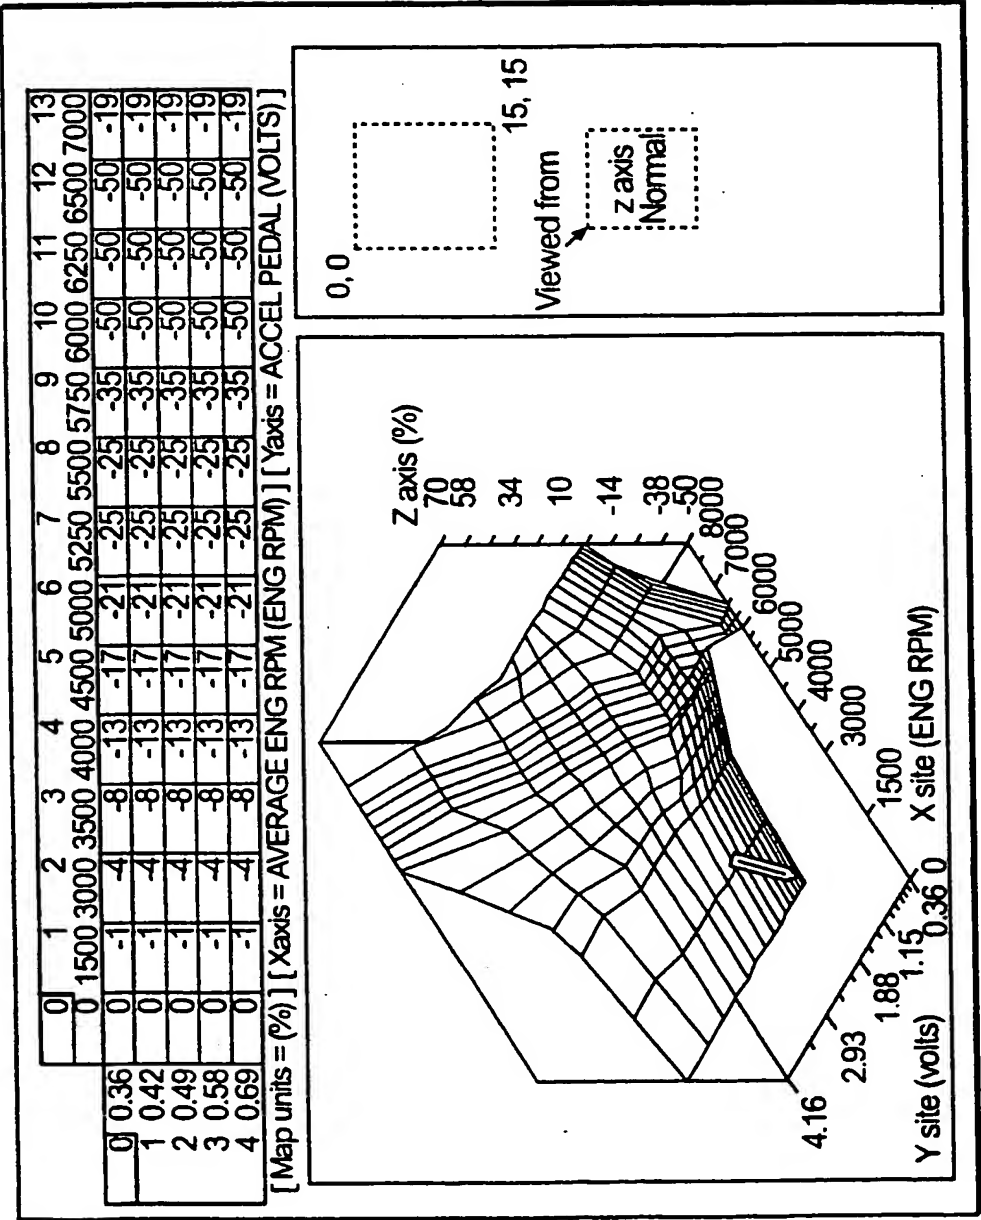 0 1 2 3 4 5 6 7 8 9 10 11 12 13
0 1500 3000 3500 4000 4500 5000 5250 5500 5750 6000 6250 6500 7000
0 0.36 0 -1 -4 -8 -13 -17 -21 -25 -25 -35 -50 -50 -50 -19
1 0.42 0 -1 -4 -8 -13 -17 -21 -25 -25 -35 -50 -50 -50 -19
2 0.49 0 -1 -4 -8 -13 -17 -21 -25 -25 -35 -50 -50 -50 -19
3 0.58 0 -1 -4 -8 -13 -17 -21 -25 -25 -35 -50 -50 -50 -19
4 0.69 0 -1 -4 -8 -13 -17 -21 -25 -25 -35 -50 -50 -50 -19
[ Map units = (%) ] [ Xaxis = AVERAGE ENG RPM (ENG RPM) ] [ Yaxis = ACCEL PEDAL (VOLTS) ]
Z axis (%)
70
58
34
10
-14
-38
-50
8000
7000
6000
5000
4000
3000
1500
0
X site (ENG RPM)
4.16
2.93
1.88
1.15
0.36
Y site (volts)
0, 0
15, 15
Viewed from
z axis
Normal